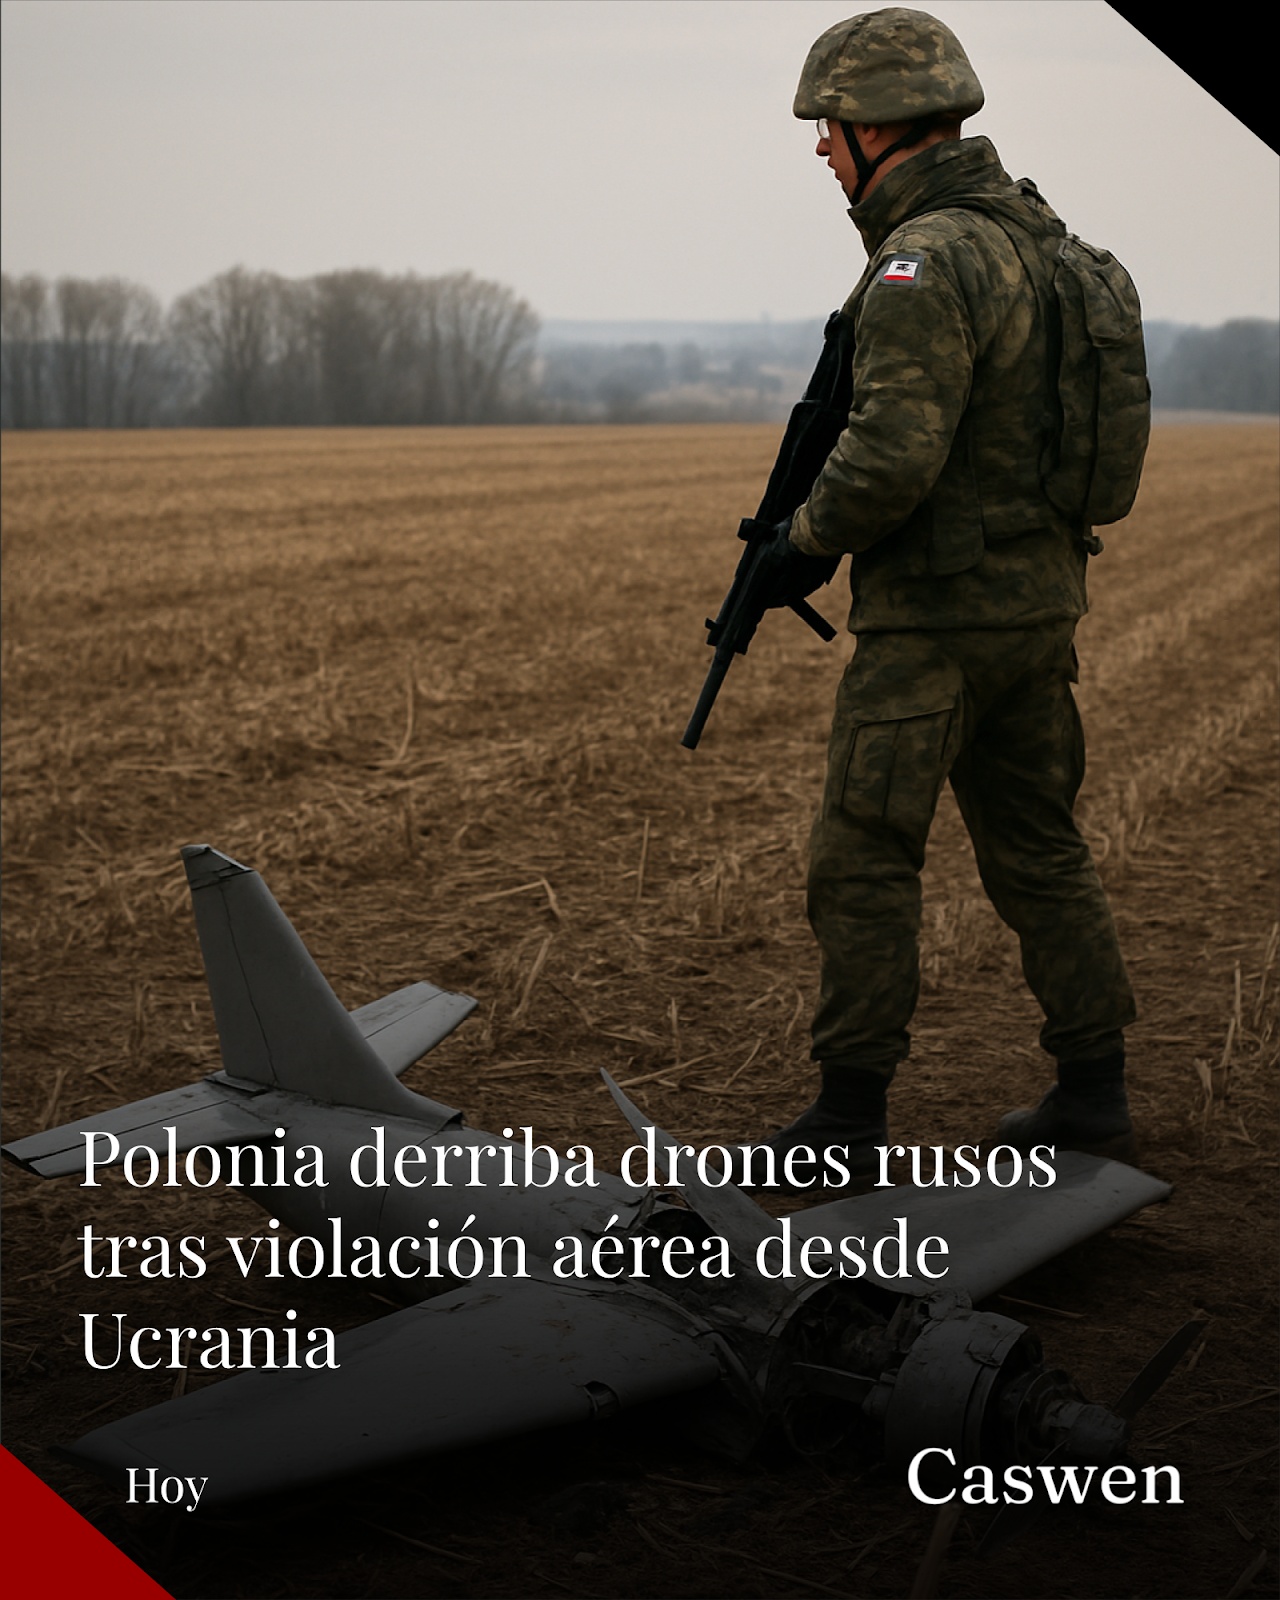 Polonia derriba drones rusos
tras violación aérea desde
Ucrania
Hoy
Caswen